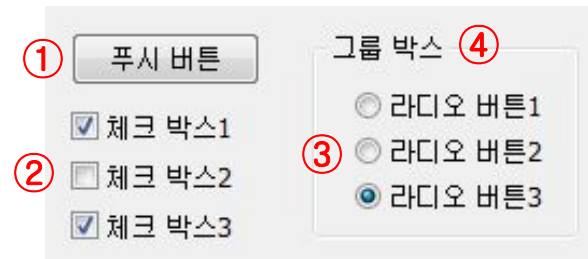 ① 푸시 버튼
체크 박스1
② 체크 박스2
체크 박스3
그룹 박스 ④
라디오 버튼1
③ 라디오 버튼2
라디오 버튼3